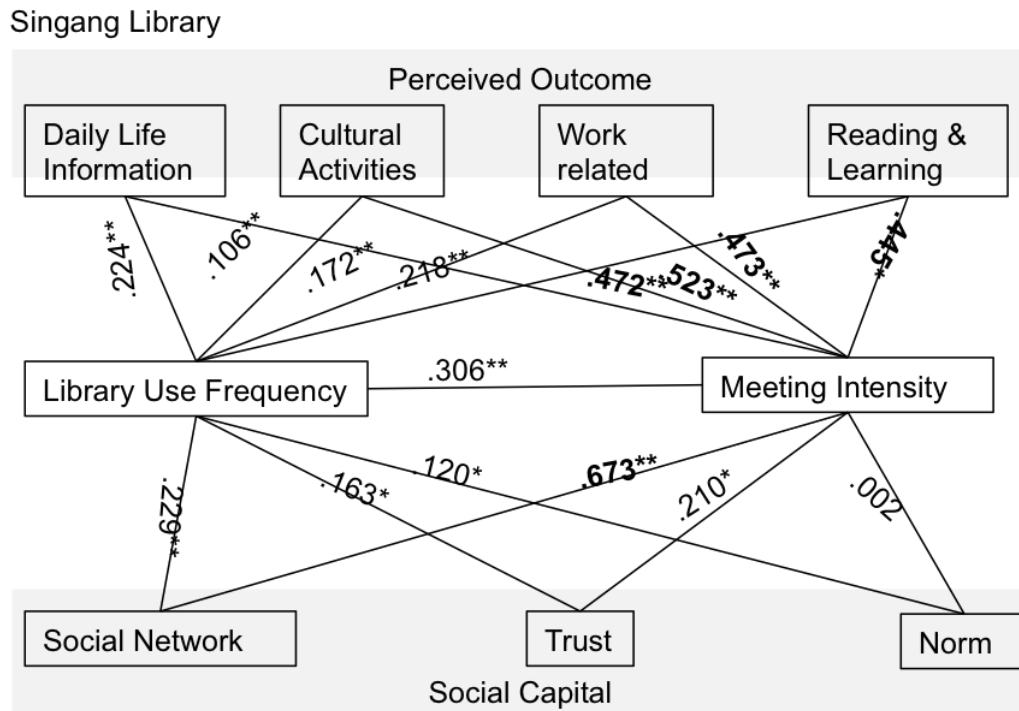 Singang Library
Perceived Outcome
Daily Life
Information
Cultural
Activities
Work
related
Reading &
Learning
.224**
.106**
.172**
.218**
.472**
.523**
.473**
.445*
.306**
Library Use Frequency
Meeting Intensity
.229**
.163*
.120*
.673**
.210*
.002
Social Network
Trust
Norm
Social Capital